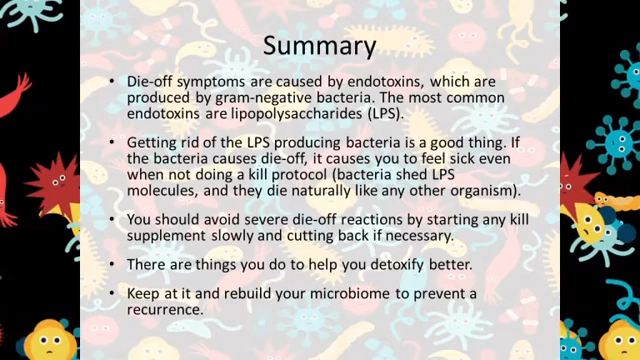 Summary
• Die-off symptoms are caused by endotoxins, which are
produced by gram-negative bacteria. The most common
endotoxins are lipopolysaccharides (LPS).
• Getting rid of the LPS producing bacteria is a good thing. If
the bacteria causes die-off, it causes you to feel sick even
when not doing a kill protocol (bacteria shed LPS
molecules, and they die naturally like any other organism).
• You should avoid severe die-off reactions by starting any kill
supplement slowly and cutting back if necessary.
• There are things you do to help you detoxify better.
• Keep at it and rebuild your microbiome to prevent a
recurrence.